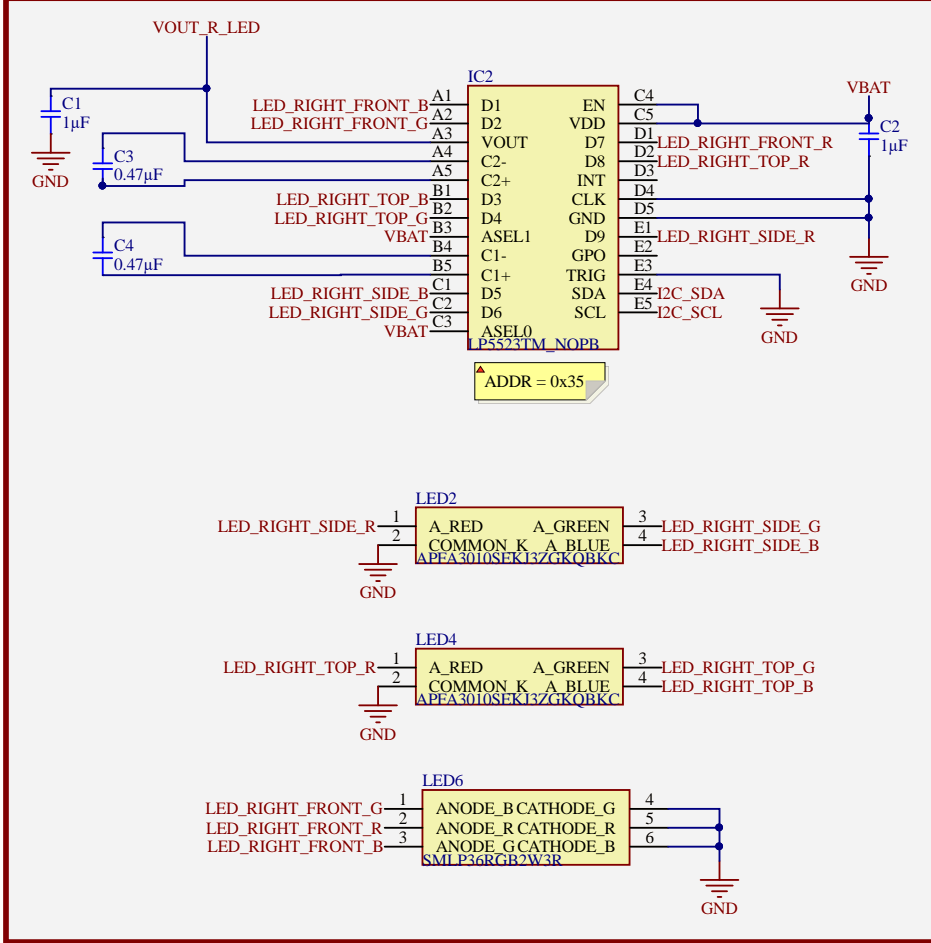 VOUT_R_LED
C1
1µF
GND
C3
0.47µF
C4
0.47µF
IC2
LED_RIGHT_FRONT_B A1 D1
LED_RIGHT_FRONT_G A2 D2
A3 VOUT
A4 C2-
A5 C2+
LED_RIGHT_TOP_B B1 D3
LED_RIGHT_TOP_G B2 D4
VBAT B3 ASEL1
B4 C1-
B5 C1+
LED_RIGHT_SIDE_B C1 D5
LED_RIGHT_SIDE_G C2 D6
VBAT C3 ASEL0
EN C4
VDD C5
D7 D1 LED_RIGHT_FRONT_R
D8 D2 LED_RIGHT_TOP_R
INT D3
CLK D4
GND D5
D9 E1 LED_RIGHT_SIDE_R
GPO E2
TRIG E3
SDA E4 I2C_SDA
SCL E5 I2C_SCL
LP5523TM_NOPB
VBAT
C2
1µF
GND
GND
ADDR = 0x35
LED2
LED_RIGHT_SIDE_R 1 A_RED A_GREEN 3 LED_RIGHT_SIDE_G
2 COMMON_K A_BLUE 4 LED_RIGHT_SIDE_B
APFA3010SEKJ3ZGKQBKC
GND
LED4
LED_RIGHT_TOP_R 1 A_RED A_GREEN 3 LED_RIGHT_TOP_G
2 COMMON_K A_BLUE 4 LED_RIGHT_TOP_B
APFA3010SEKJ3ZGKQBKC
GND
LED6
LED_RIGHT_FRONT_G 1 ANODE_B CATHODE_G 4
LED_RIGHT_FRONT_R 2 ANODE_R CATHODE_R 5
LED_RIGHT_FRONT_B 3 ANODE_G CATHODE_B 6
SMLP36RGB2W3R
GND